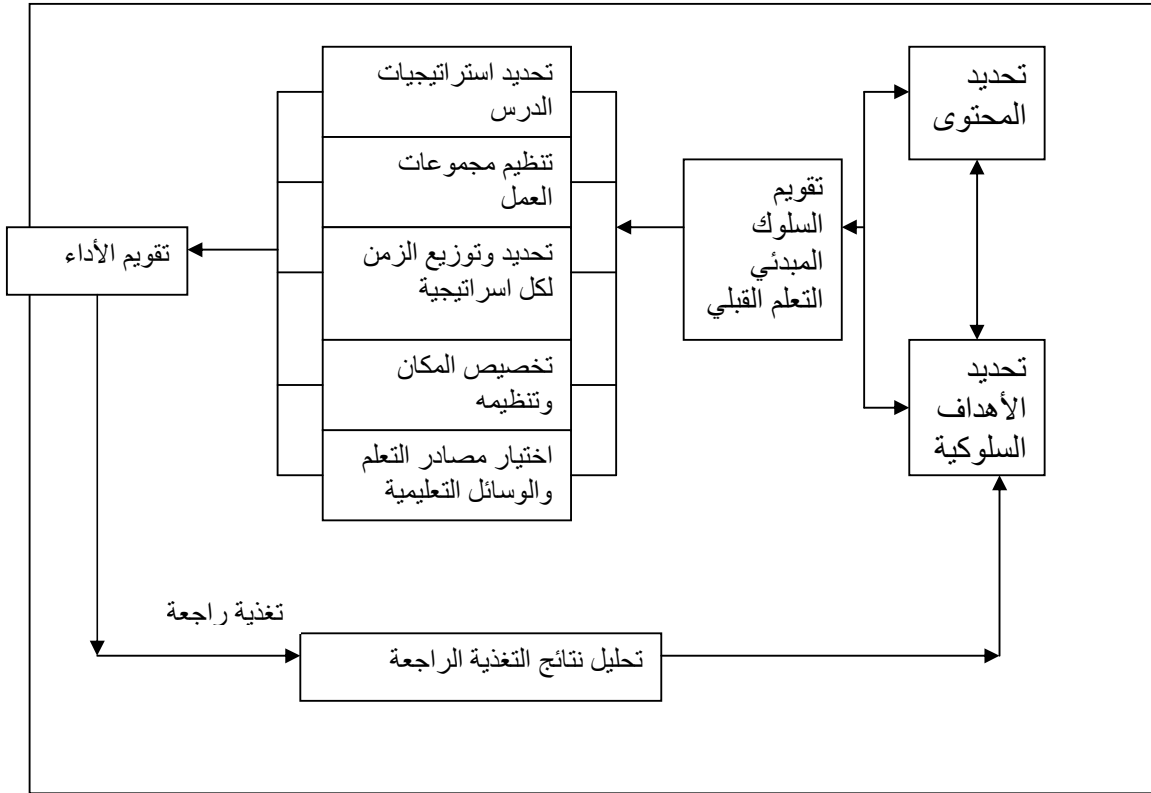 تحديد
المحتوى
تحديد
الأهداف
السلوكية
تقويم
السلوك
المبدئي
التعلم القبلي
تحديد استراتيجيات
الدرس
تنظيم مجموعات
العمل
تحديد وتوزيع الزمن
لكل اسراتيجية
تخصيص المكان
وتنظيمه
اختيار مصادر التعلم
والوسائل التعليمية
تقويم الأداء
تغذية راجعة
تحليل نتائج التغذية الراجعة